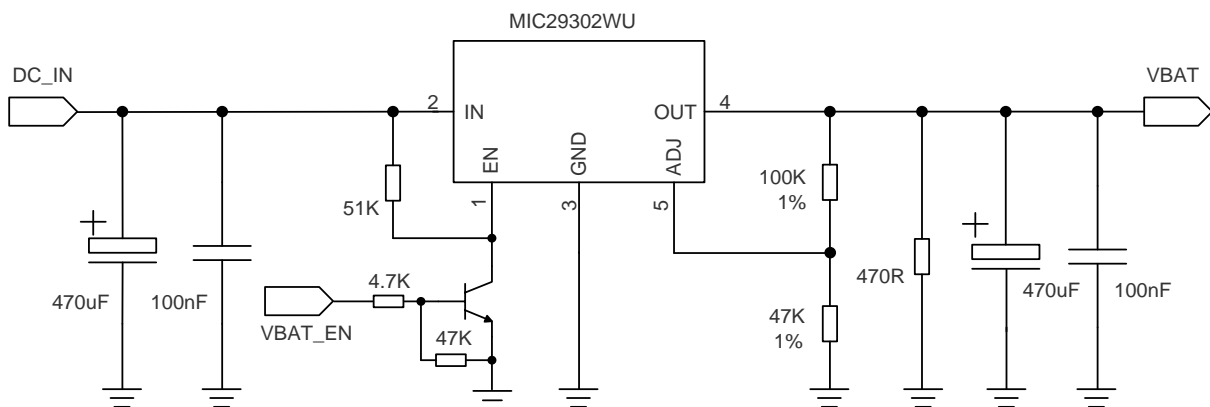 MIC29302WU
DC_IN
VBAT
2
IN
OUT
4
EN
GND
ADJ
1
3
5
51K
100K
1%
470uF
100nF
4.7K
VBAT_EN
47K
47K
1%
470R
470uF
100nF